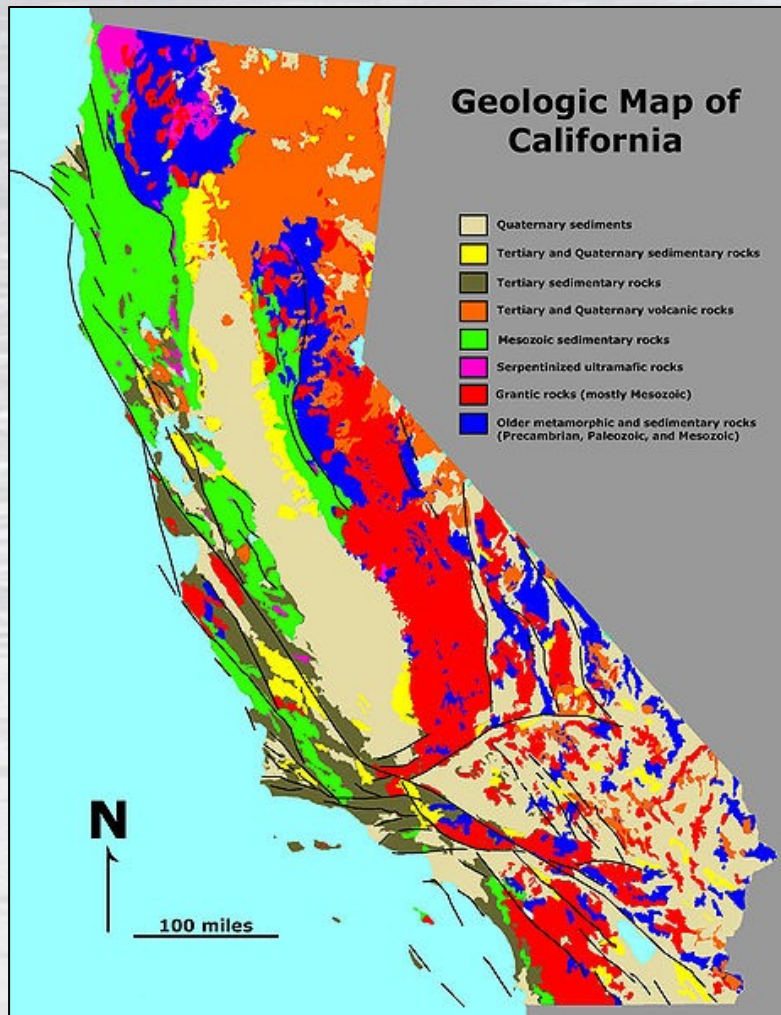 Geologic Map of
California
Quaternary sediments
Tertiary and Quaternary sedimentary rocks
Tertiary sedimentary rocks
Tertiary and Quaternary volcanic rocks
Mesozoic sedimentary rocks
Serpentinized ultramafic rocks
Grantic rocks (mostly Mesozoic)
Older metamorphic and sedimentary rocks
(Precambrian, Paleozoic, and Mesozoic)
N
100 miles